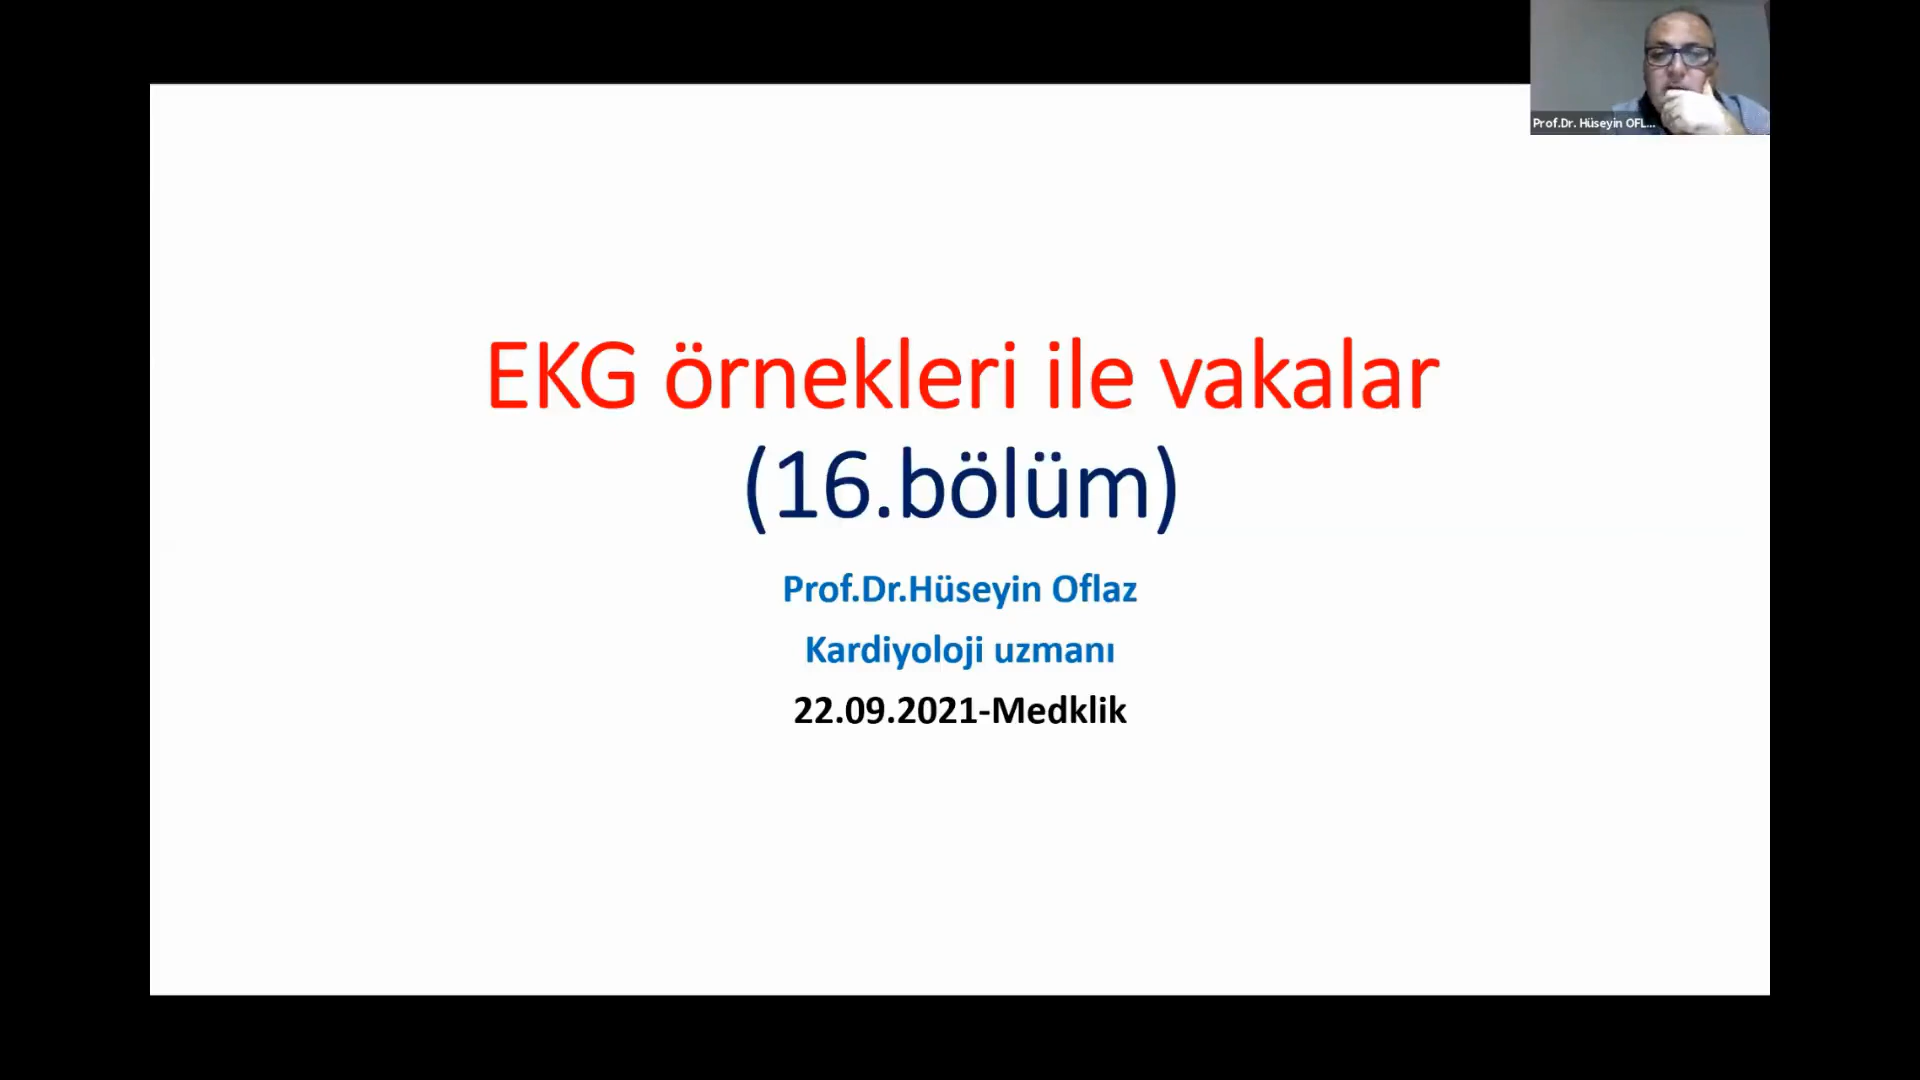 Prof.Dr. Hüseyin OFL...
EKG örnekleri ile vakalar
(16.bölüm)
Prof.Dr.Hüseyin Oflaz
Kardiyoloji uzmanı
22.09.2021-Medklik